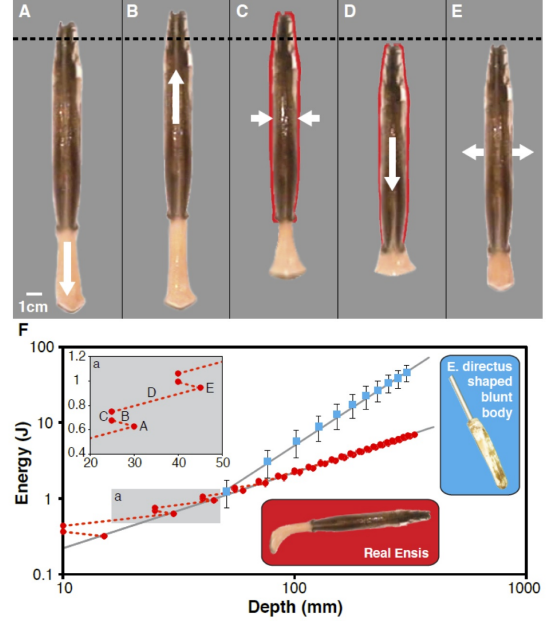 A B C D E
1cm
F
100
10
1
0.1
Energy (J)
a
1.2
1
0.8
0.6
0.4
20 30 40 50
C B A D E
a
E. directus
shaped
blunt
body
Real Ensis
10 100 1000
Depth (mm)